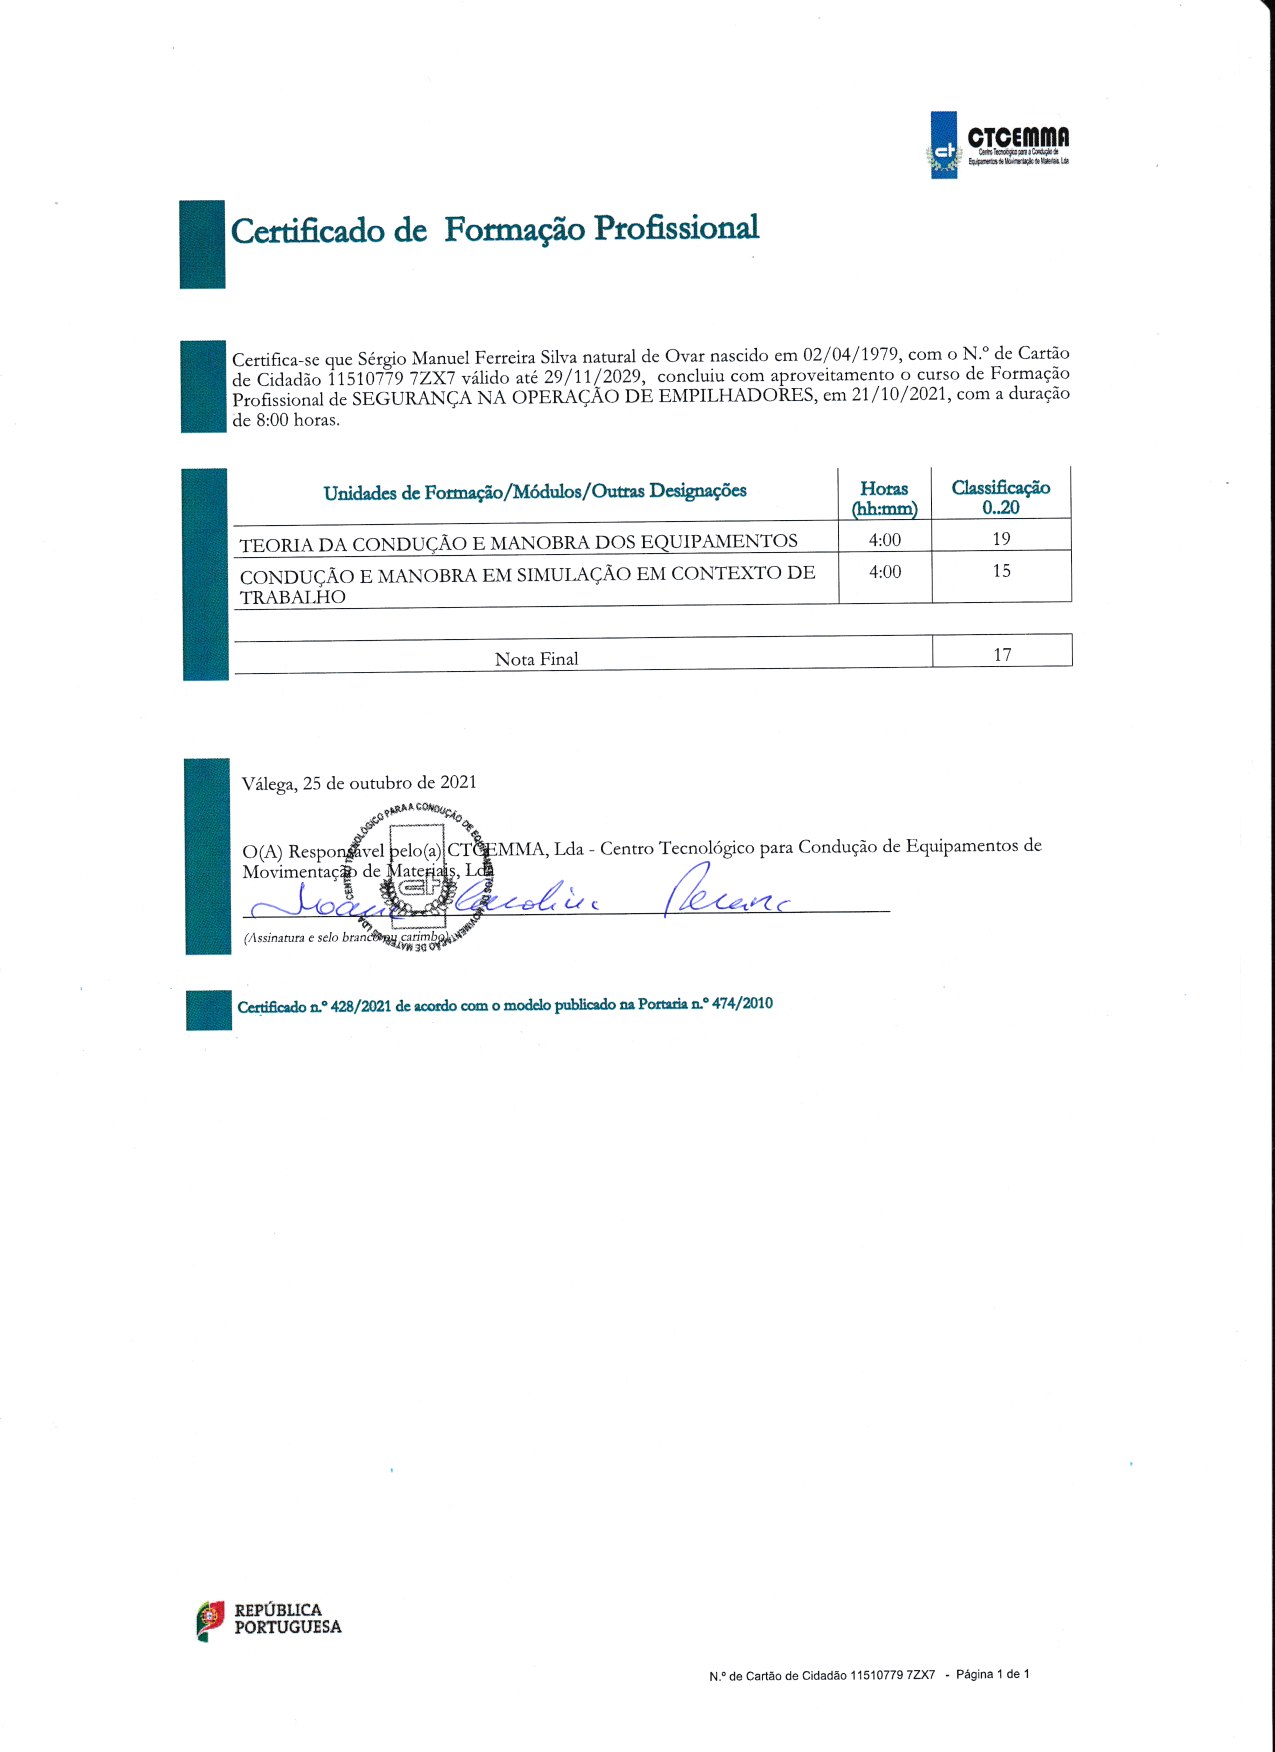 CTCEMMA
Centro Tecnológico para a Condução de
Equipamentos de Movimentação de Materiais, Lda
Certificado de Formação Profissional
Certifica-se que Sérgio Manuel Ferreira Silva natural de Ovar nascido em 02/04/1979, com o N.º de Cartão
de Cidadão 11510779 7ZX7 válido até 29/11/2029, concluiu com aproveitamento o curso de Formação
Profissional de SEGURANÇA NA OPERAÇÃO DE EMPILHADORES, em 21/10/2021, com a duração
de 8:00 horas.
Unidades de Formação/Módulos/Outras Designações Horas (hh:mm) Classificação 0..20
TEORIA DA CONDUÇÃO E MANOBRA DOS EQUIPAMENTOS 4:00 19
CONDUÇÃO E MANOBRA EM SIMULAÇÃO EM CONTEXTO DE 4:00 15
TRABALHO
Nota Final 17
Válega, 25 de outubro de 2021
O(A) Responsável pelo(a) CTCEMMA, Lda - Centro Tecnológico para Condução de Equipamentos de
Movimentação de Materiais, Lda
CENTRO TECNOLÓGICO PARA A CONDUÇÃO DE EQUIPAMENTOS DE MOVIMENTAÇÃO DE MATERIAIS LDA
ct
Joana Carolina
(Assinatura e selo branco ou carimbo)
Certificado n.º 428/2021 de acordo com o modelo publicado na Portaria n.º 474/2010
REPÚBLICA
PORTUGUESA
N.º de Cartão de Cidadão 11510779 7ZX7 - Página 1 de 1